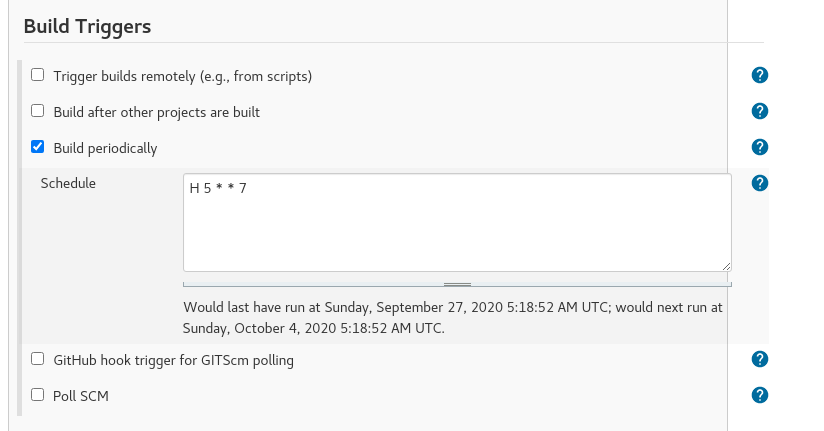 Build Triggers
Trigger builds remotely (e.g., from scripts)
?
Build after other projects are built
?
Build periodically
?
Schedule
H 5 * * 7
?
Would last have run at Sunday, September 27, 2020 5:18:52 AM UTC; would next run at
Sunday, October 4, 2020 5:18:52 AM UTC.
GitHub hook trigger for GITScm polling
?
Poll SCM
?